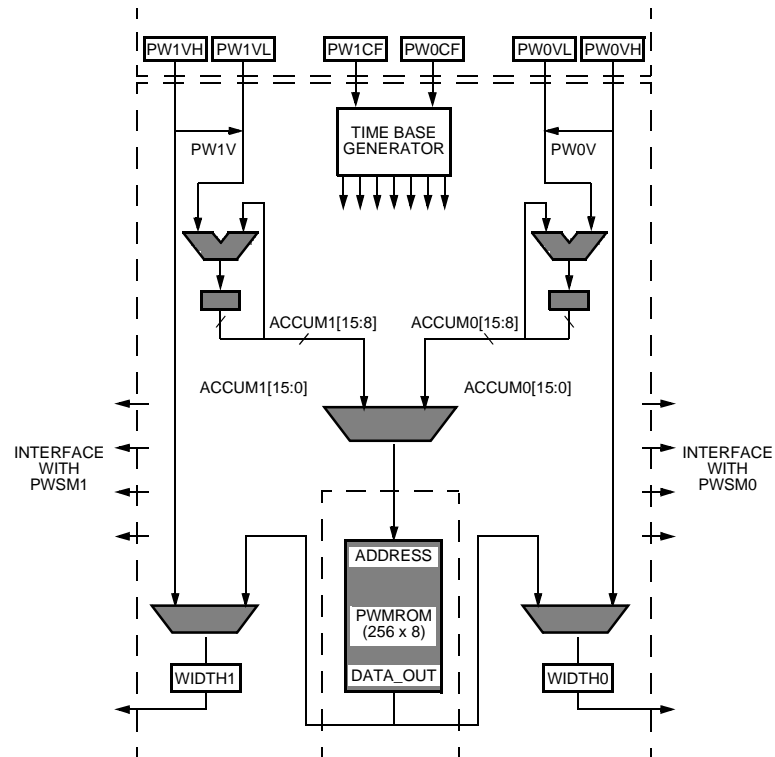 PW1VH PW1VL PW1CF PW0CF PW0VL PW0VH
TIME BASE
GENERATOR
PW1V
PW0V
ACCUM1[15:8]
ACCUM0[15:8]
ACCUM1[15:0]
ACCUM0[15:0]
INTERFACE
WITH
PWSM1
INTERFACE
WITH
PWSM0
ADDRESS
PWMROM
(256 x 8)
DATA_OUT
WIDTH1
WIDTH0